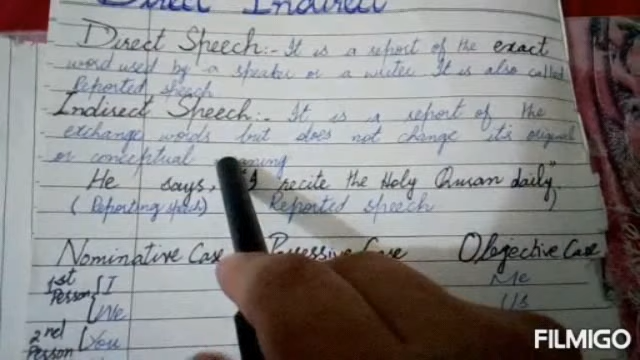 Direct Indirect
Direct Speech:- It is a report of the exact
word used by a speaker or a writer It is also called
Reported speech
Indirect Speech:- It is a report of the
exchange words but does not change its original
or conceptual meaning
He says, "I recite the Holy Quran daily"
(Reporting speech) Reported speech )
Nominative Case Possessive Case Objective Case
1st Person I Me
We Us
2nd Person You
FILMIGO